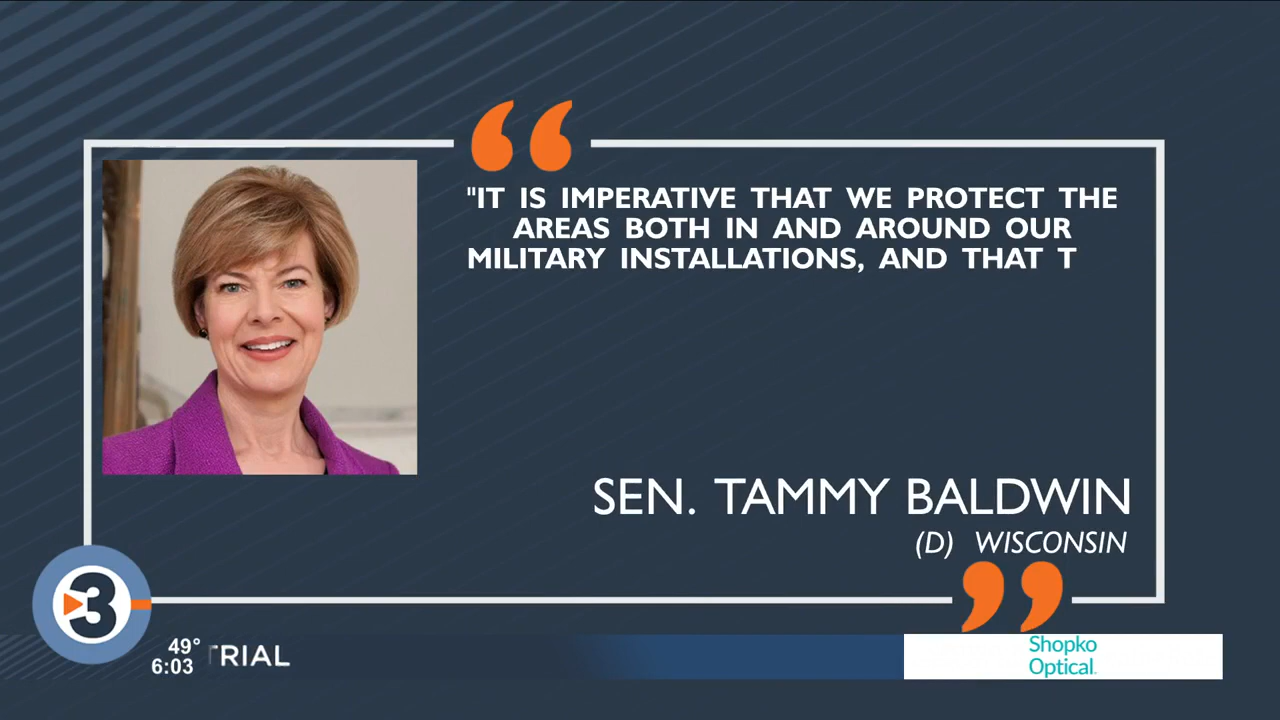 "IT IS IMPERATIVE THAT WE PROTECT THE
AREAS BOTH IN AND AROUND OUR
MILITARY INSTALLATIONS, AND THAT T
SEN. TAMMY BALDWIN
(D) WISCONSIN
3
49°
6:03
TRIAL
Shopko
Optical